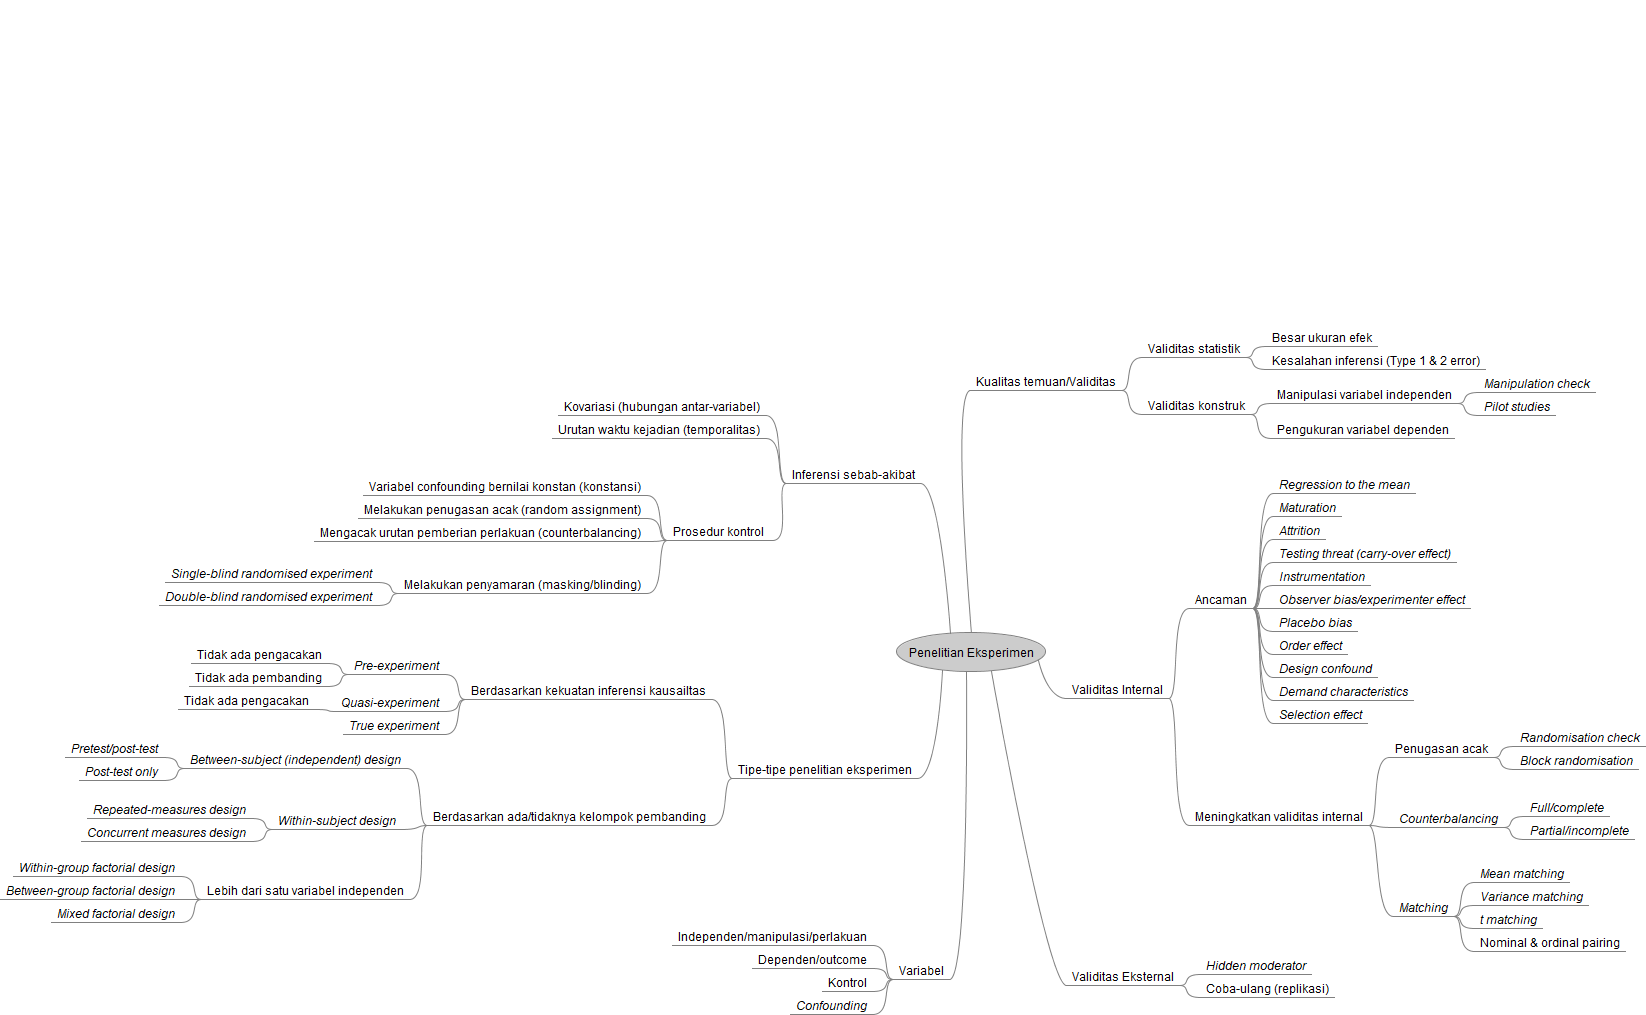 Penelitian Eksperimen
Kualitas temuan/Validitas
Validitas statistik
Besar ukuran efek
Kesalahan inferensi (Type 1 & 2 error)
Validitas konstruk
Manipulasi variabel independen
Manipulation check
Pilot studies
Pengukuran variabel dependen
Validitas Internal
Ancaman
Regression to the mean
Maturation
Attrition
Testing threat (carry-over effect)
Instrumentation
Observer bias/experimenter effect
Placebo bias
Order effect
Design confound
Demand characteristics
Selection effect
Meningkatkan validitas internal
Penugasan acak
Randomisation check
Block randomisation
Counterbalancing
Full/complete
Partial/incomplete
Matching
Mean matching
Variance matching
t matching
Nominal & ordinal pairing
Validitas Eksternal
Hidden moderator
Coba-ulang (replikasi)
Inferensi sebab-akibat
Kovariasi (hubungan antar-variabel)
Urutan waktu kejadian (temporalitas)
Prosedur kontrol
Variabel confounding bernilai konstan (konstansi)
Melakukan penugasan acak (random assignment)
Mengacak urutan pemberian perlakuan (counterbalancing)
Melakukan penyamaran (masking/blinding)
Single-blind randomised experiment
Double-blind randomised experiment
Tipe-tipe penelitian eksperimen
Berdasarkan kekuatan inferensi kausailtas
Pre-experiment
Tidak ada pengacakan
Tidak ada pembanding
Quasi-experiment
Tidak ada pengacakan
True experiment
Berdasarkan ada/tidaknya kelompok pembanding
Between-subject (independent) design
Pretest/post-test
Post-test only
Within-subject design
Repeated-measures design
Concurrent measures design
Lebih dari satu variabel independen
Within-group factorial design
Between-group factorial design
Mixed factorial design
Variabel
Independen/manipulasi/perlakuan
Dependen/outcome
Kontrol
Confounding